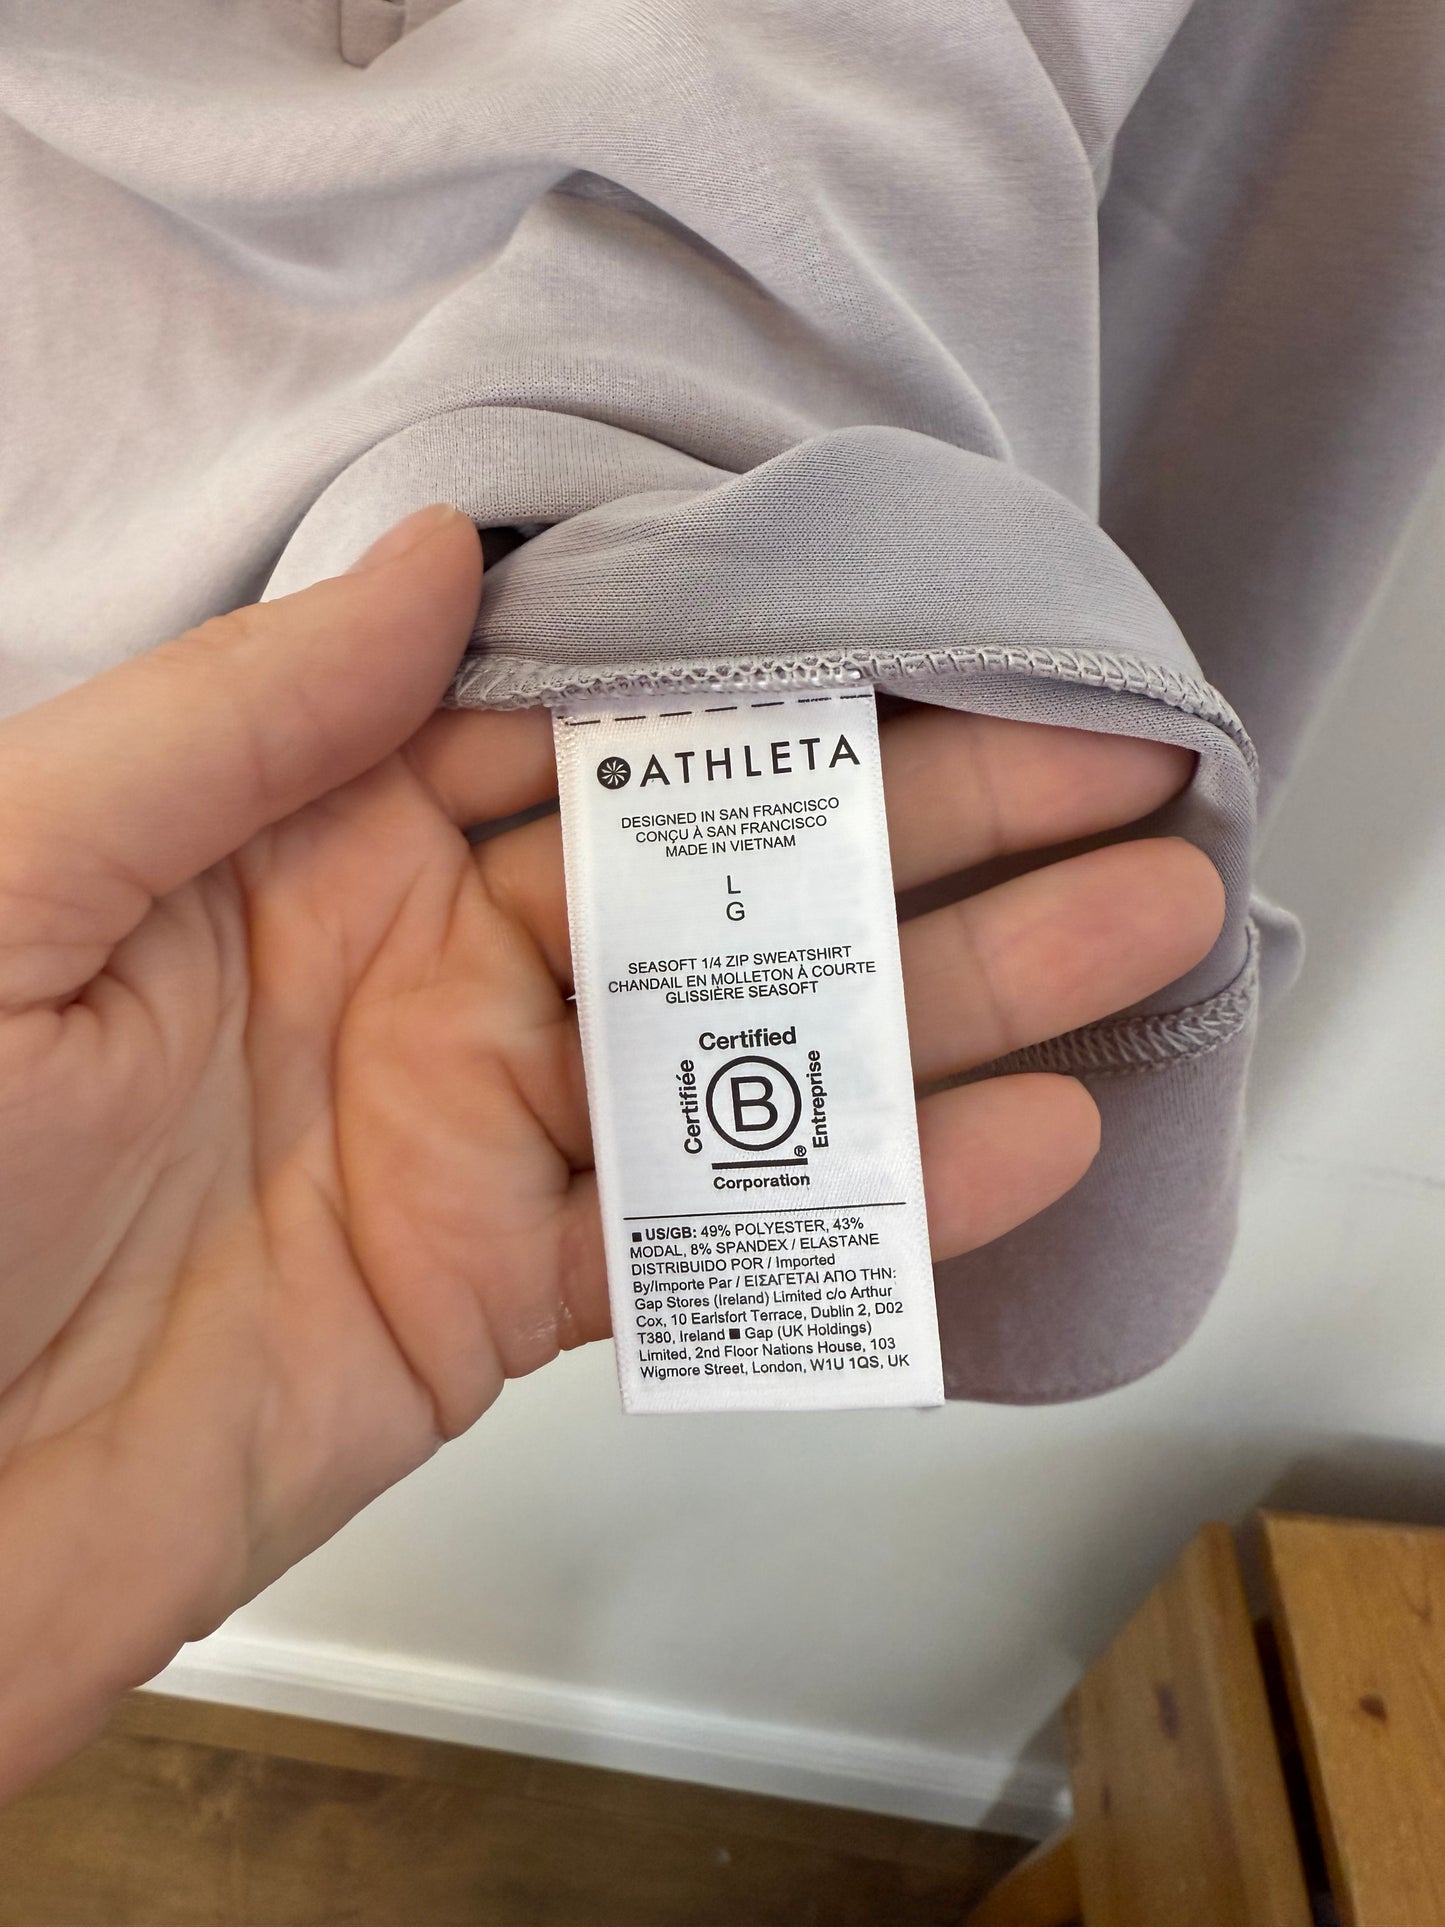 ATHLETA
DESIGNED IN SAN FRANCISCO
CONÇU À SAN FRANCISCO
MADE IN VIETNAM
L
G
SEASOFT 1/4 ZIP SWEATSHIRT
CHANDAIL EN MOLLETON À COURTE
GLISSIÈRE SEASOFT
Certified
Certifiée
B
Entreprise
®
Corporation
■ US/GB: 49% POLYESTER, 43%
MODAL, 8% SPANDEX / ELASTANE
DISTRIBUIDO POR / Imported
By/Importe Par / ΕΙΣΑΓΕΤΑΙ ΑΠΟ ΤΗΝ:
Gap Stores (Ireland) Limited c/o Arthur
Cox, 10 Earlsfort Terrace, Dublin 2, D02
T380, Ireland ■ Gap (UK Holdings)
Limited, 2nd Floor Nations House, 103
Wigmore Street, London, W1U 1QS, UK